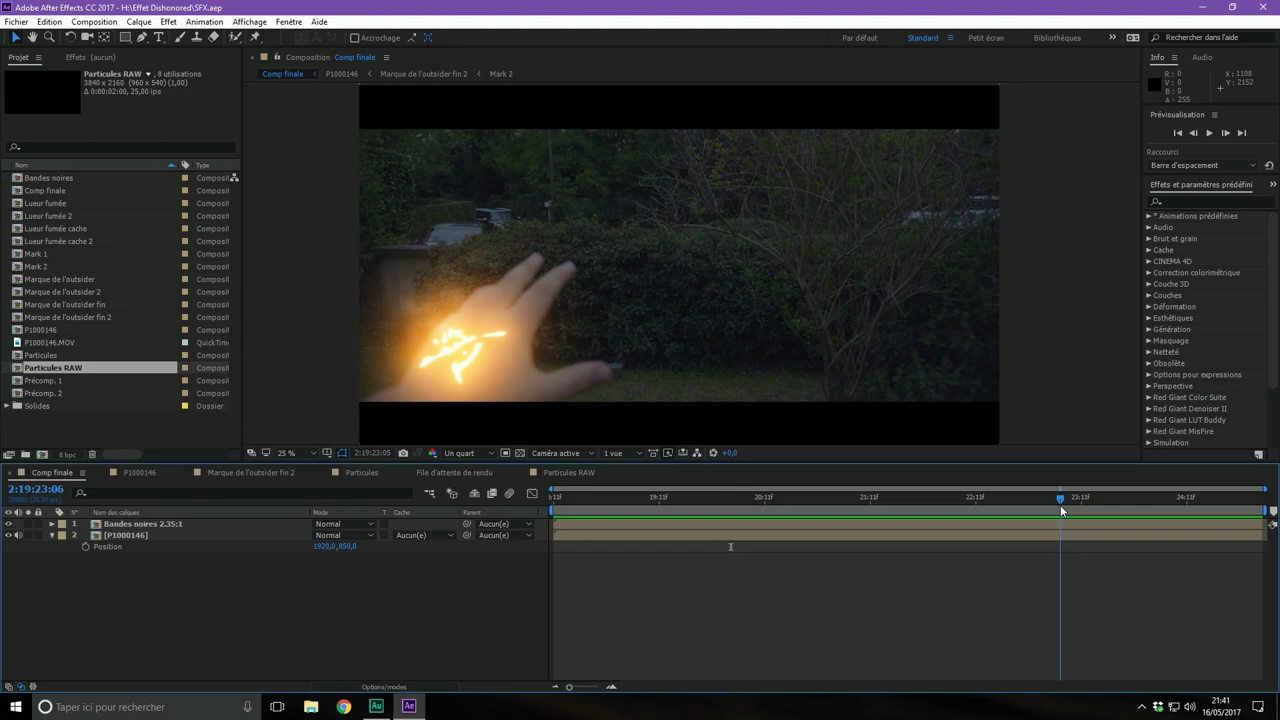 Adobe After Effects CC 2017 - H:\Effet Dishonored\SFX.aep
Fichier Edition Composition Calque Effet Animation Affichage Fenêtre Aide
Accrochage
Par défaut Standard Petit écran Bibliothèques Rechercher dans l'aide
Projet Effets (aucun)
Particules RAW , 8 utilisations
3840 x 2160 (960 x 540) (1,00)
Δ 0:00:02:00, 25,00 ips
Nom Type
Bandes noires Composit
Comp finale Composit
Lueur fumée Composit
Lueur fumée 2 Composit
Lueur fumée cache Composit
Lueur fumée cache 2 Composit
Mark 1 Composit
Mark 2 Composit
Marque de l'outsider Composit
Marque de l'outsider 2 Composit
Marque de l'outsider fin Composit
Marque de l'outsider fin 2 Composit
P1000146 Composit
P1000146.MOV QuickTim
Particules Composit
Particules RAW Composit
Précomp. 1 Composit
Précomp. 2 Composit
Solides Dossier
8 bpc
Composition Comp finale
Comp finale P1000146 Marque de l'outsider fin 2 Mark 2
25 % 2:19:23:05 Un quart Caméra active 1 vue +0,0
Info Audio
R : 0
V : 0
B : 0
A : 255
X : 1108
Y : 2152
Prévisualisation
Raccourci
Barre d'espacement
Effets et paramètres prédéfini
* Animations prédéfinies
Audio
Bruit et grain
Cache
CINEMA 4D
Correction colorimétrique
Couche 3D
Couches
Déformation
Esthétiques
Génération
Masquage
Netteté
Obsolète
Options pour expressions
Perspective
Red Giant Color Suite
Red Giant Denoiser II
Red Giant LUT Buddy
Red Giant MisFire
Simulation
Comp finale P1000146 Marque de l'outsider fin 2 Particules File d'attente de rendu Particules RAW
2:19:23:06
19:11f 20:11f 21:11f 22:11f 23:11f 24:11f
Nom des calques Mode T Cache Parent
1 Bandes noires 2.35:1 Normal Aucun(e)
2 [P1000146] Normal Aucun(e) Aucun(e)
Position 1920,0,850,0
Options/modes
Taper ici pour rechercher
Au Ae
21:41
16/05/2017